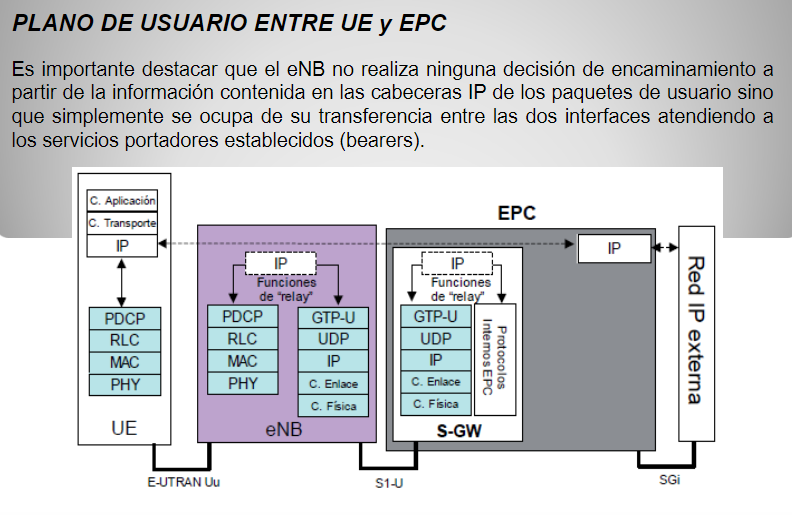 PLANO DE USUARIO ENTRE UE y EPC
Es importante destacar que el eNB no realiza ninguna decisión de encaminamiento a
partir de la información contenida en las cabeceras IP de los paquetes de usuario sino
que simplemente se ocupa de su transferencia entre las dos interfaces atendiendo a
los servicios portadores establecidos (bearers).
C. Aplicación
C. Transporte
IP
PDCP
RLC
MAC
PHY
UE
IP
Funciones
de "relay"
PDCP
RLC
MAC
PHY
GTP-U
UDP
IP
C. Enlace
C. Física
eNB
EPC
IP
Funciones
de "relay"
GTP-U
UDP
IP
C. Enlace
C. Física
Protocolos
Internos EPC
S-GW
IP
Red IP externa
E-UTRAN Uu
S1-U
SGi